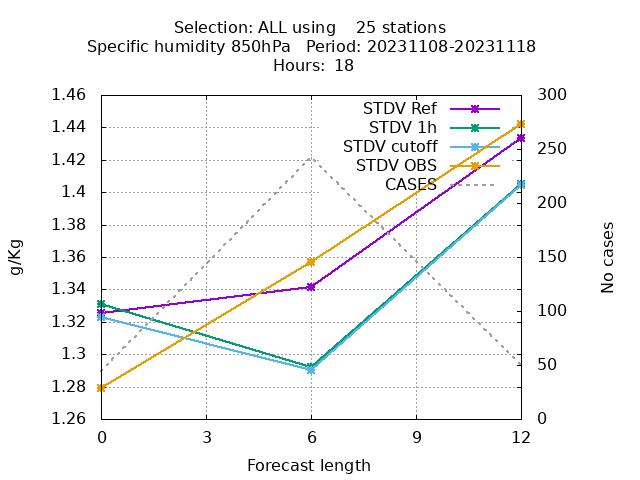 Selection: ALL using    25 stations
Specific humidity 850hPa   Period: 20231108-20231118
Hours: 18
1.46
1.44
1.42
1.4
1.38
1.36
1.34
1.32
1.3
1.28
1.26
300
250
200
150
100
50
0
STDV Ref
STDV 1h
STDV cutoff
STDV OBS
CASES
g/Kg
No cases
0 3 6 9 12
Forecast length